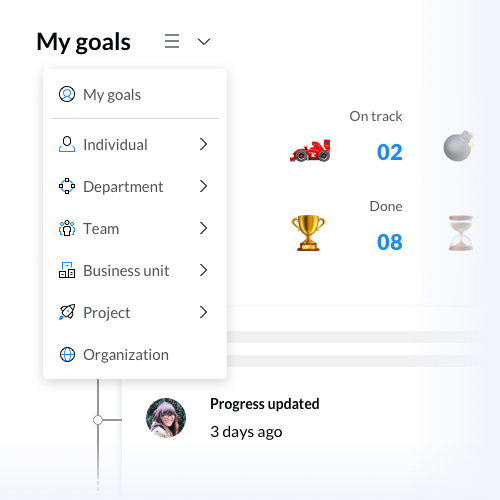 My goals
My goals
Individual
Department
Team
Business unit
Project
Organization
On track
02
Done
08
Progress updated
3 days ago